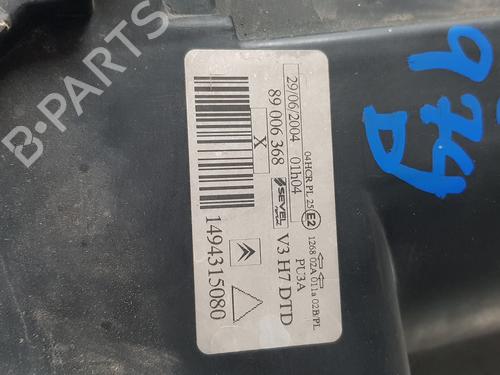 B-PARTS
29/06/2004 01h04
89 006 368
X
SEVEL
1494315080
04HCR PL 25 E2
1268 02A 011a 02B/PL
PU3A
V3 H7 DTD
974
D